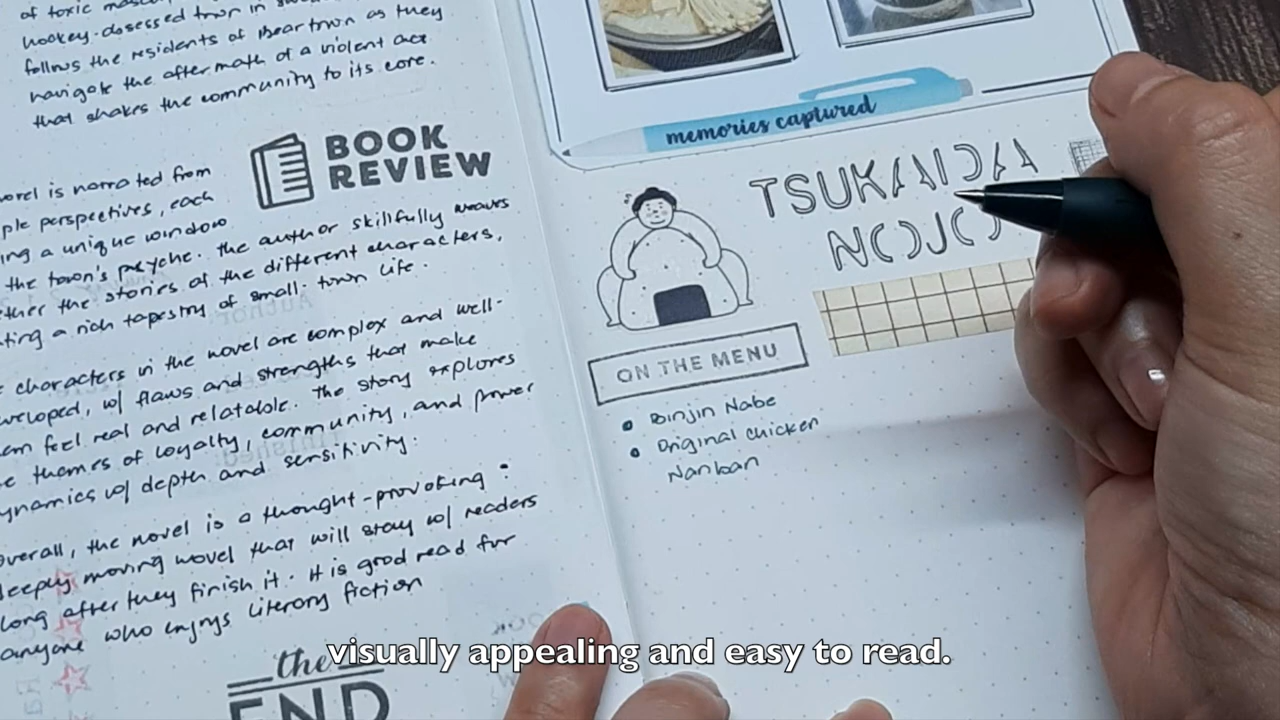 of toxic
hockey-obsessed town in
follows the residents of Beartown as they
navigate the aftermath of a violent act
that shakes the community to its core.
BOOK
REVIEW
novel is narrated from
perspectives, each
a unique window
the town's psyche. The author skillfully weaves
the stories of the different characters,
a rich tapestry of small-town life.
characters in the novel are complex and well-
w/ flaws and strengths that make
feel real and relatable. The story explores
themes of loyalty, community, and power
w/ depth and sensitivity.
the novel is a thought-provoking
deeply moving novel that will stay w/ readers
long after they finish it. It is good read for
anyone who enjoys literary fiction
the
END
memories captured
TSUKADA
NOJO
ON THE MENU
Binjin Nabe
Original Chicken
Nanban
visually appealing and easy to read.